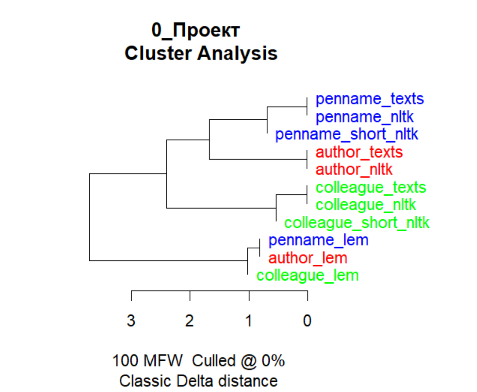 0_Проект
Cluster Analysis
penname_texts
penname_nltk
penname_short_nltk
author_texts
author_nltk
colleague_texts
colleague_nltk
colleague_short_nltk
penname_lem
author_lem
colleague_lem
3 2 1 0
100 MFW Culled @ 0%
Classic Delta distance